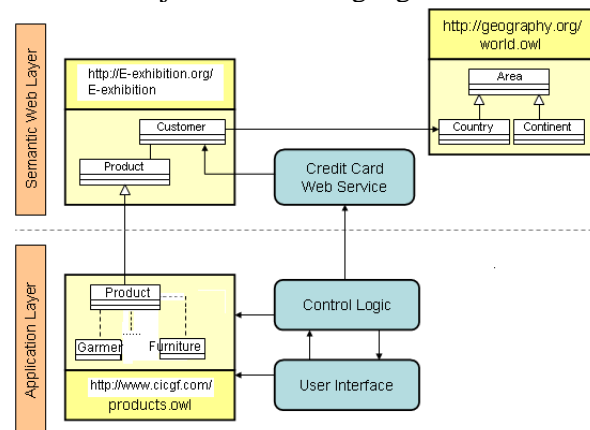 http://geography.org/
world.owl
Area
Country
Continent
Semantic Web Layer
http://E-exhibition.org/
E-exhibition
Customer
Product
Credit Card
Web Service
Application Layer
Product
......
Garmer
Furniture
http://www.cicgf.com/
products.owl
Control Logic
User Interface